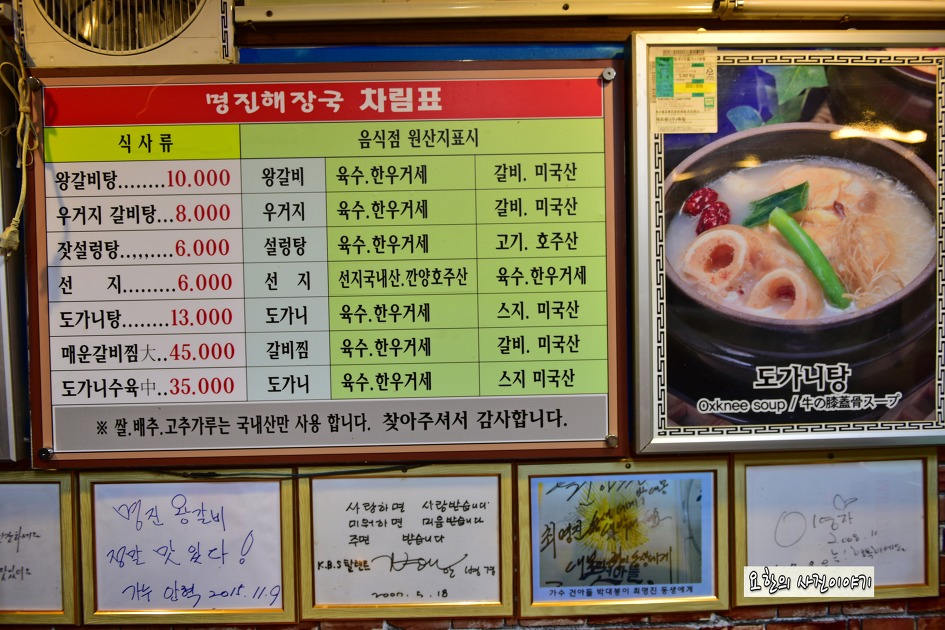 명진해장국 차림표
식사류 음식점 원산지표시
왕갈비탕........10.000 왕갈비 육수.한우거세 갈비. 미국산
우거지 갈비탕...8.000 우거지 육수.한우거세 갈비. 미국산
잣설렁탕..,,,.....6.000 설렁탕 육수.한우거세 고기. 호주산
선 지.........6.000 선 지 선지국내산.깐양호주산 육수.한우거세
도가니탕........13.000 도가니 육수.한우거세 스지. 미국산
매운갈비찜大..45.000 갈비찜 육수.한우거세 갈비. 미국산
도가니수육中..35.000 도가니 육수.한우거세 스지 미국산
※ 쌀.배추.고추가루는 국내산만 사용 합니다. 찾아주셔서 감사합니다.
도가니탕
Oxknee soup / 牛の膝蓋骨スープ
명진 왕갈비
정말 맛있다!
가수 안혁 2015.11.9
사랑하면 사랑받습니다
미워하면 미움받습니다
주면 받습니다
K.B.S 탈랜트
2007.5.18
최명진
가수 건아들 박대봉이 최명진 동생에게
2008.11
요한의 사진이야기